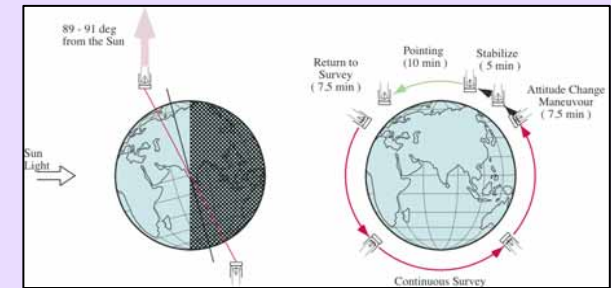 89 - 91 deg
from the Sun
Sun
Light
Pointing
(10 min )
Stabilize
( 5 min )
Return to
Survey
( 7.5 min )
Attitude Change
Maneuvour
( 7.5 min )
Continuous Survey